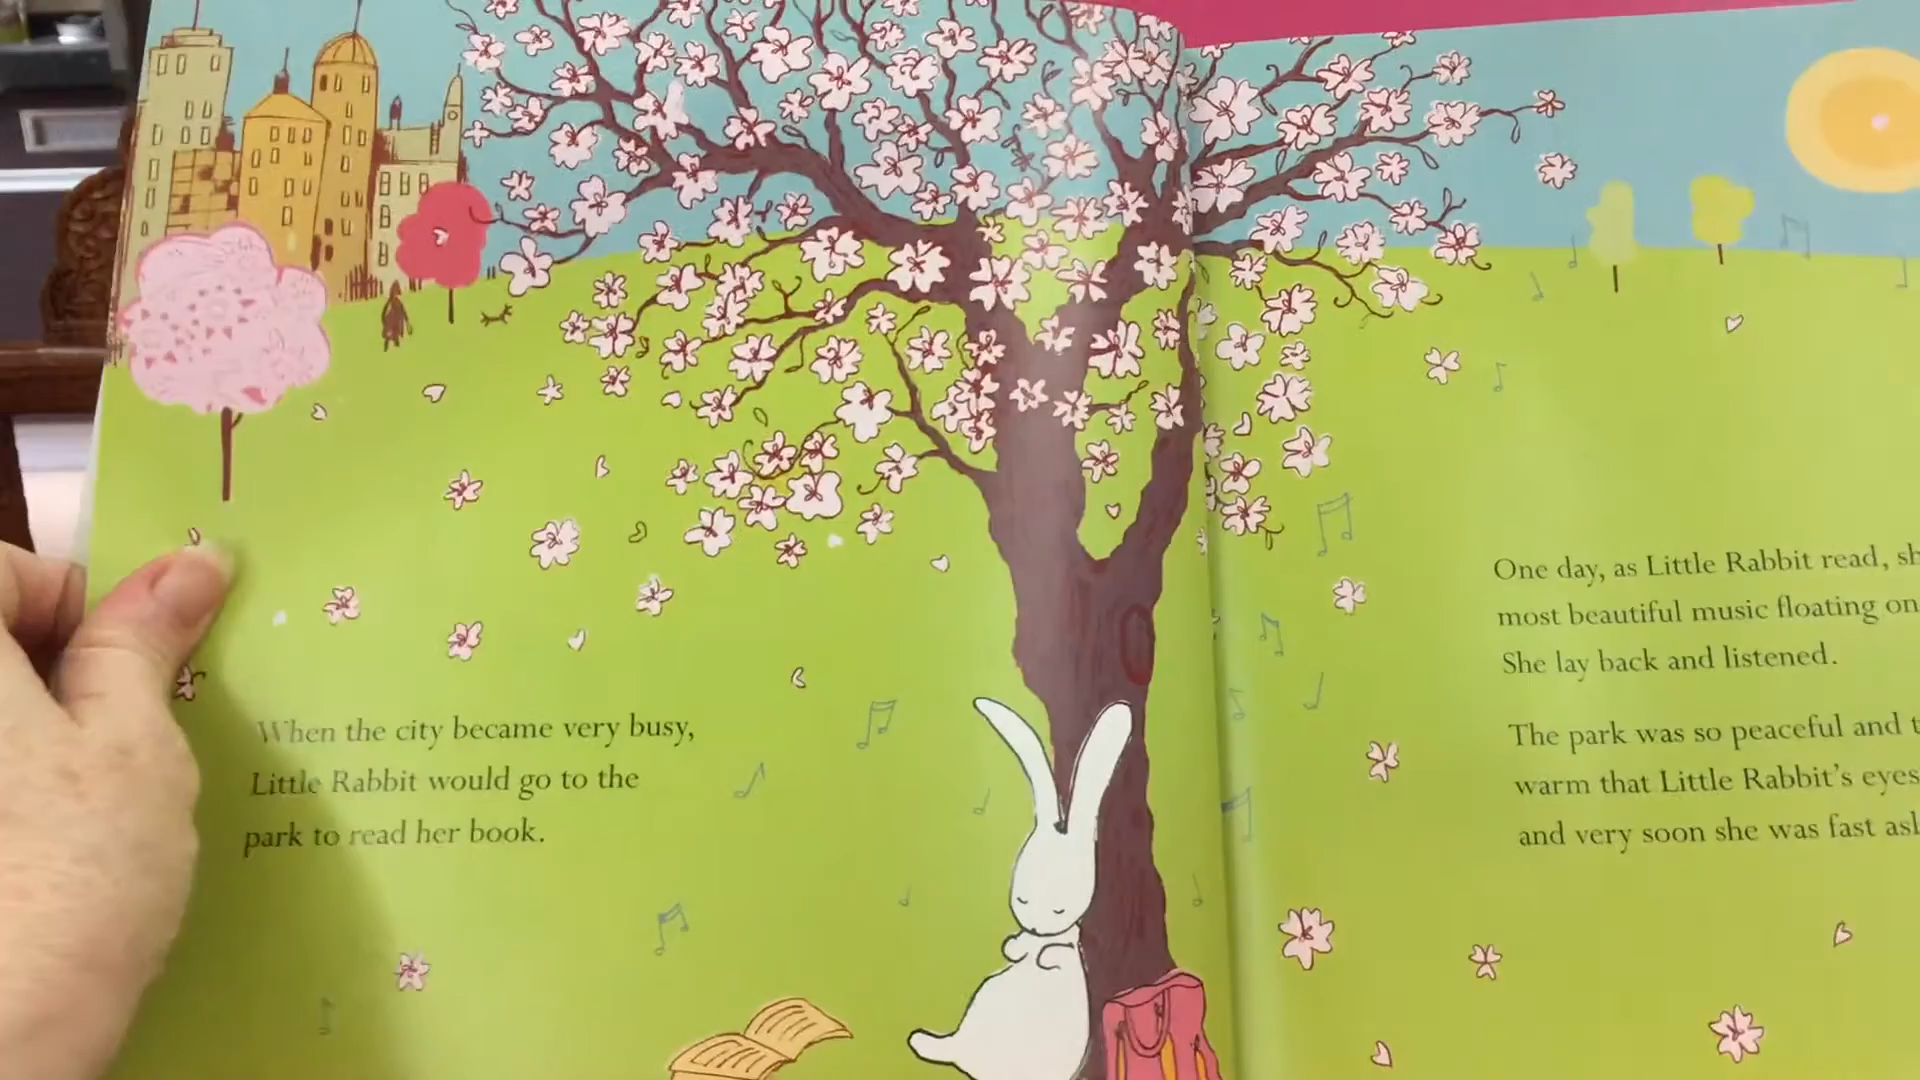 When the city became very busy,
Little Rabbit would go to the
park to read her book.
One day, as Little Rabbit read,
most beautiful music floating on
She lay back and listened.
The park was so peaceful and
warm that Little Rabbit's eyes
and very soon she was fast